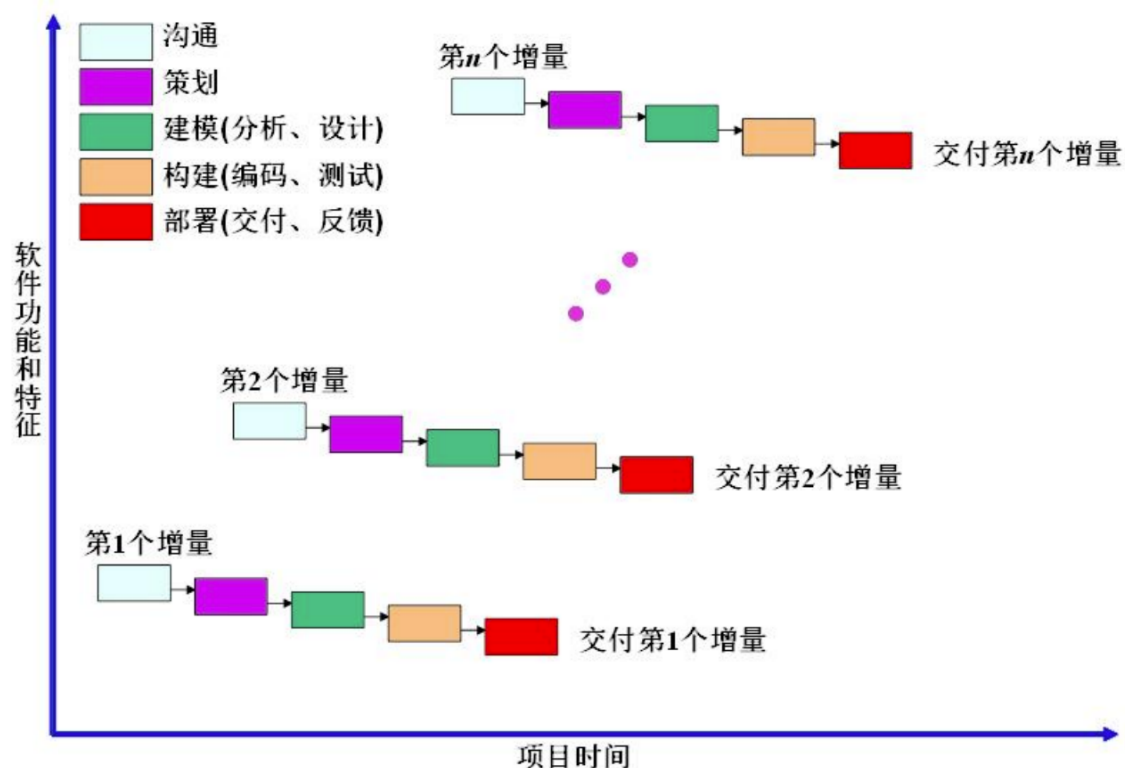 沟通
策划
建模(分析、设计)
构建(编码、测试)
部署(交付、反馈)
第n个增量
交付第n个增量
软件功能和特征
第2个增量
交付第2个增量
第1个增量
交付第1个增量
项目时间